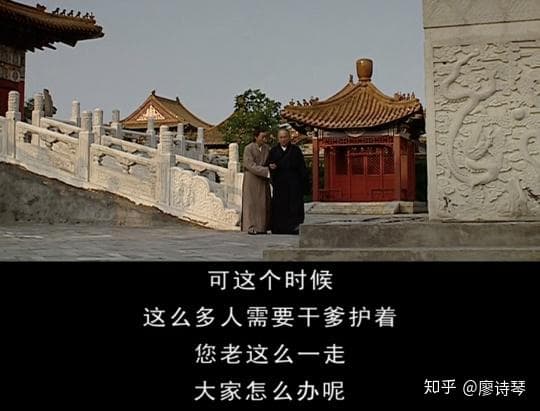 可这个时候
这么多人需要干爹护着
您老这么一走
大家怎么办呢
知乎 @廖诗琴